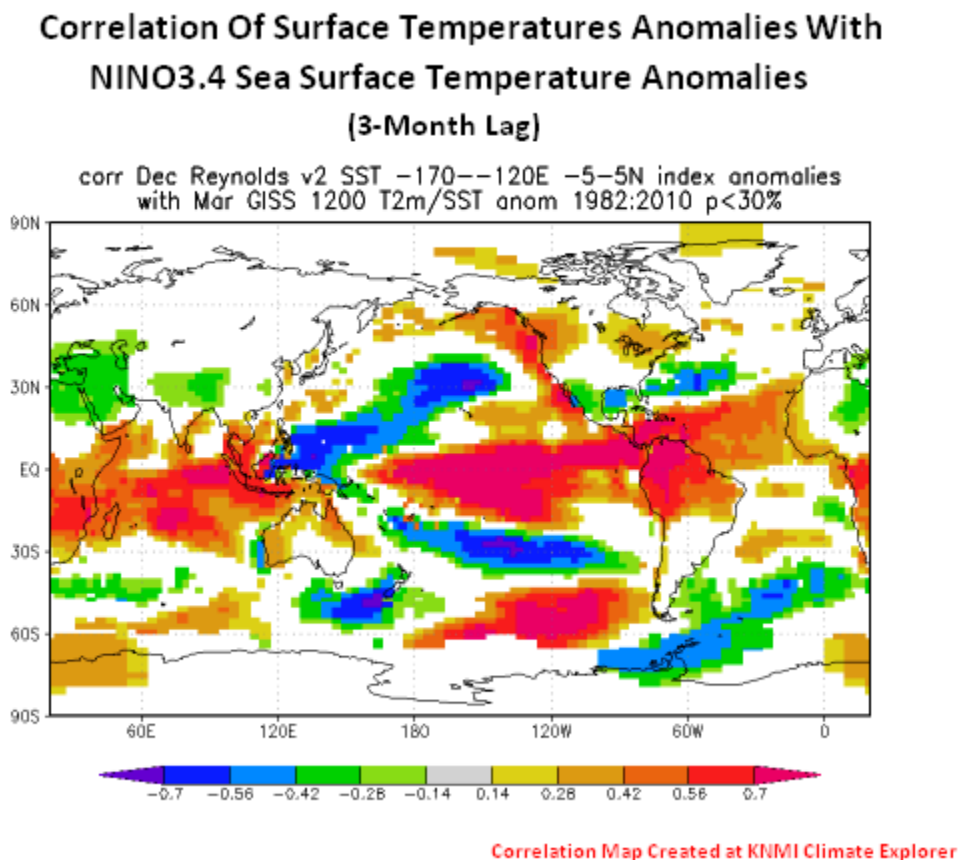 Correlation Of Surface Temperatures Anomalies With
NINO3.4 Sea Surface Temperature Anomalies
(3-Month Lag)
corr Dec Reynolds v2 SST -170--120E -5-5N index anomalies
with Mar GISS 1200 T2m/SST anom 1982:2010 p<30%
90N
60N
30N
EQ
30S
60S
90S
60E 120E 180 120W 60W 0
-0.7 -0.56 -0.42 -0.28 -0.14 0.14 0.28 0.42 0.56 0.7
Correlation Map Created at KNMI Climate Explorer